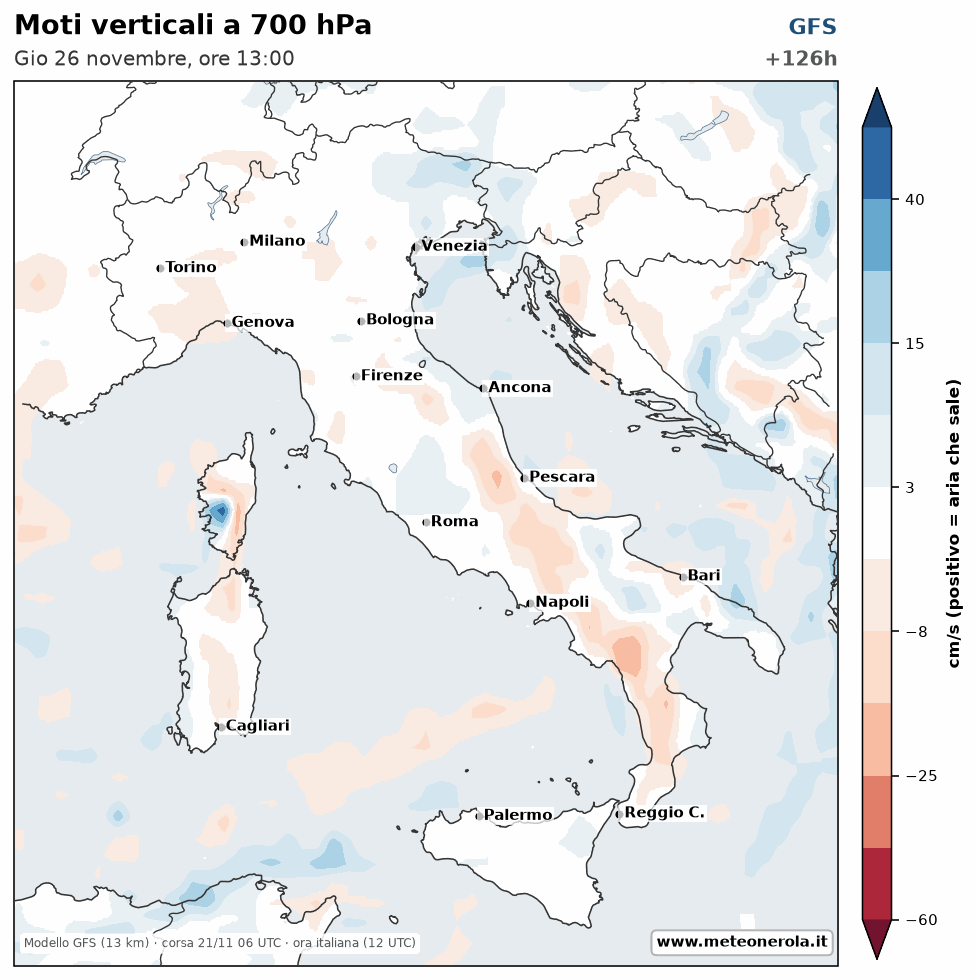 Moti verticali a 700 hPa
GFS
Gio 26 novembre, ore 13:00
+126h
Milano
Venezia
Torino
Genova
Bologna
Firenze
Ancona
Pescara
Roma
Bari
Napoli
Cagliari
Palermo
Reggio C.
40
15
3
−8
−25
−60
cm/s (positivo = aria che sale)
Modello GFS (13 km) · corsa 21/11 06 UTC · ora italiana (12 UTC)
www.meteonerola.it